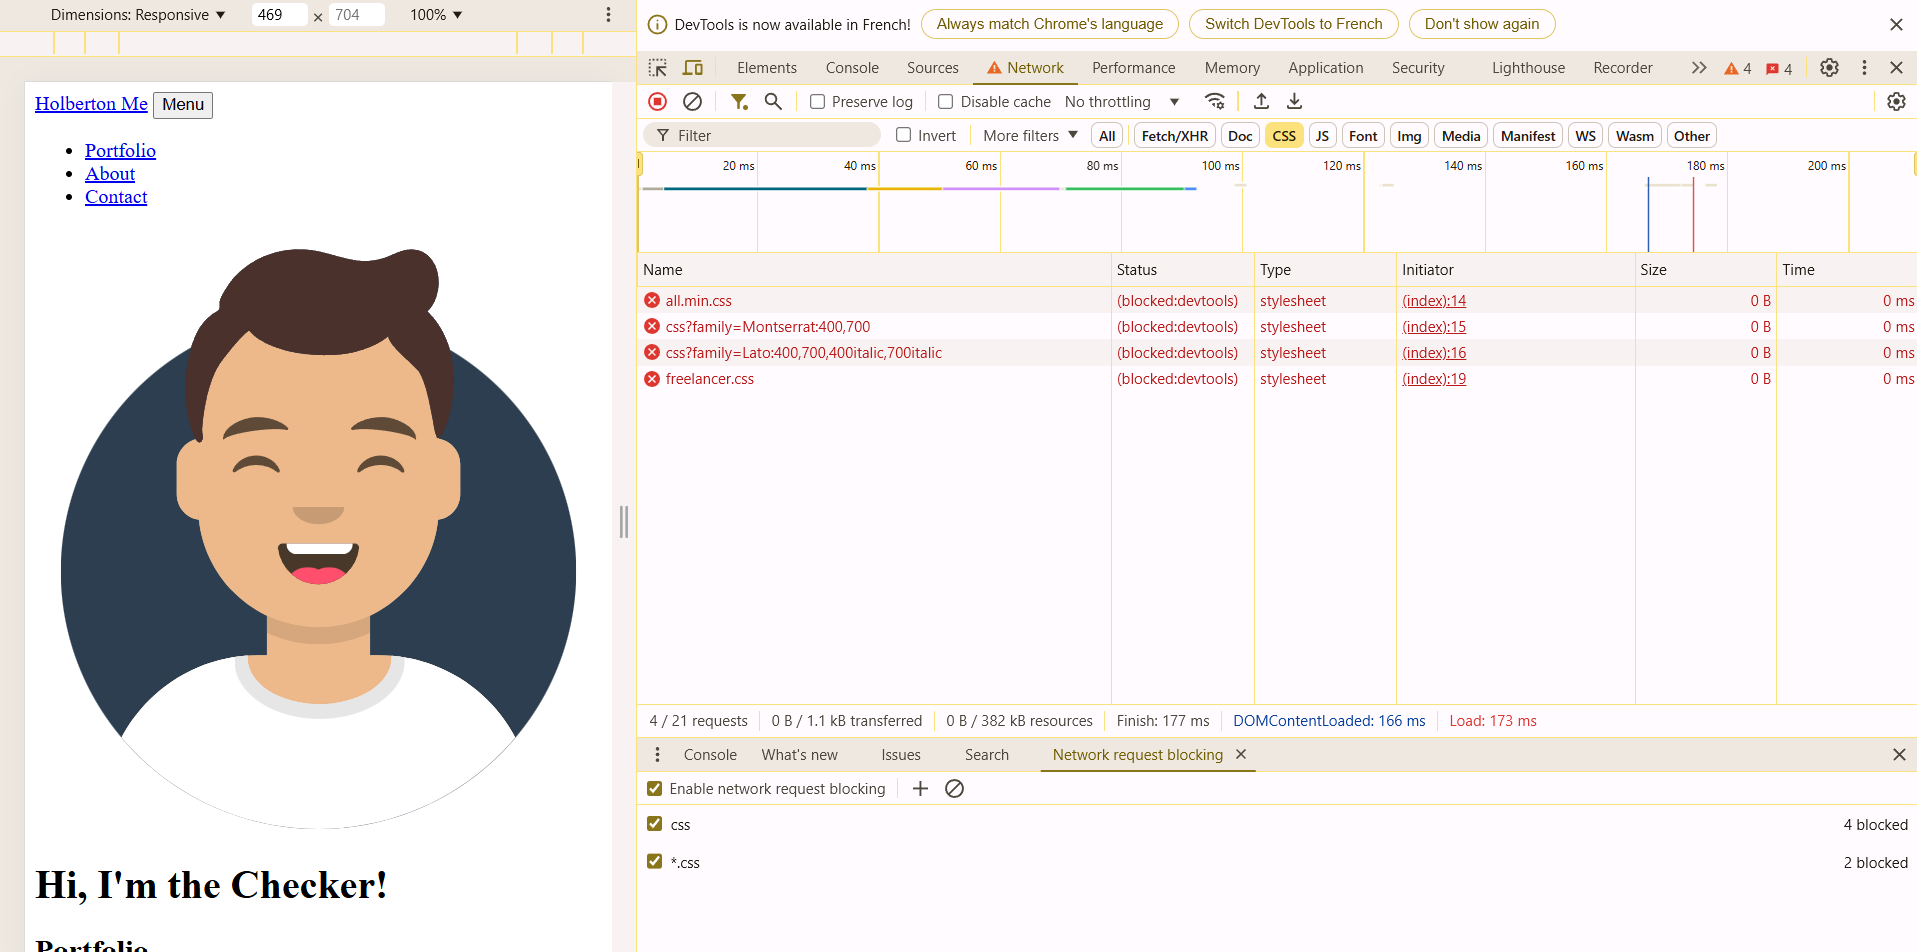 Dimensions: Responsive 469 × 704 100%
Holberton Me Menu
Portfolio
About
Contact
Hi, I'm the Checker!
Portfolio
DevTools is now available in French! Always match Chrome's language Switch DevTools to French Don't show again
Elements Console Sources Network Performance Memory Application Security Lighthouse Recorder 4 4
Preserve log Disable cache No throttling
Filter Invert More filters All Fetch/XHR Doc CSS JS Font Img Media Manifest WS Wasm Other
20 ms 40 ms 60 ms 80 ms 100 ms 120 ms 140 ms 160 ms 180 ms 200 ms
Name Status Type Initiator Size Time
all.min.css (blocked:devtools) stylesheet (index):14 0 B 0 ms
css?family=Montserrat:400,700 (blocked:devtools) stylesheet (index):15 0 B 0 ms
css?family=Lato:400,700,400italic,700italic (blocked:devtools) stylesheet (index):16 0 B 0 ms
freelancer.css (blocked:devtools) stylesheet (index):19 0 B 0 ms
4 / 21 requests 0 B / 1.1 kB transferred 0 B / 382 kB resources Finish: 177 ms DOMContentLoaded: 166 ms Load: 173 ms
Console What's new Issues Search Network request blocking
Enable network request blocking
css 4 blocked
*.css 2 blocked